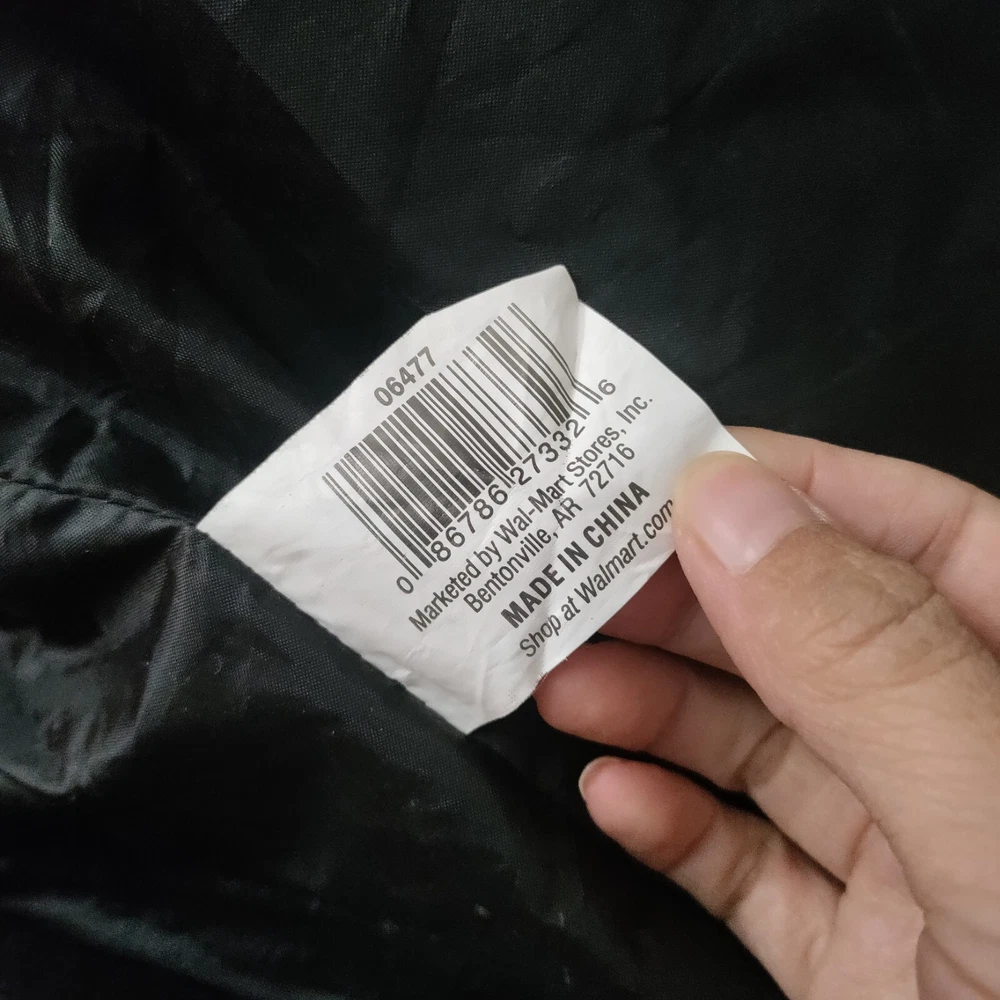 06477
0 86786 27332 6
Marketed by Wal-Mart Stores, Inc.
Bentonville, AR 72716
MADE IN CHINA
Shop at Walmart.com